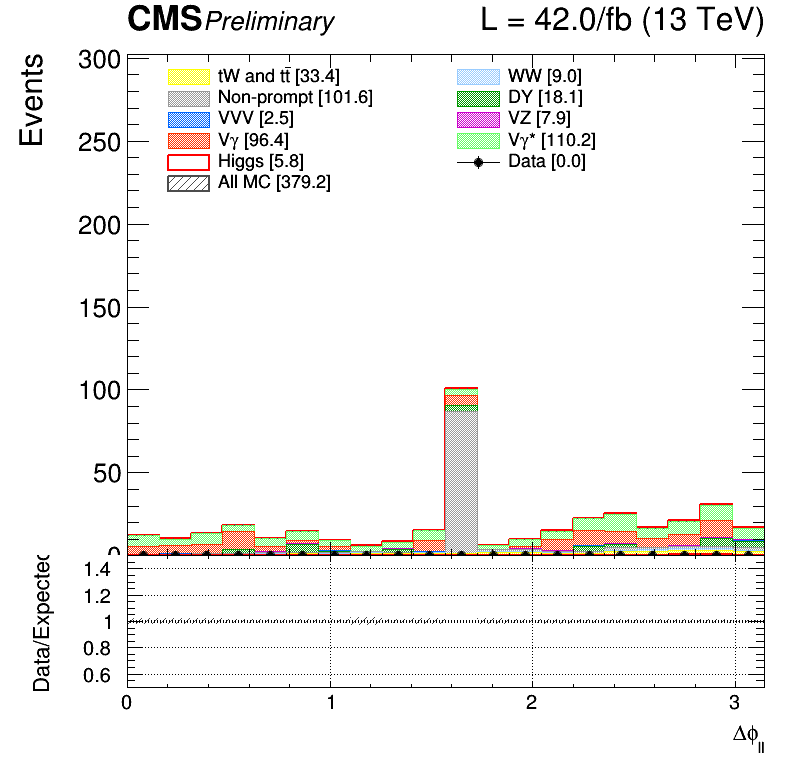 CMS Preliminary L = 42.0/fb (13 TeV)
Events
300
250
200
150
100
50
0
tW and tt̄ [33.4]
Non-prompt [101.6]
VVV [2.5]
Vγ [96.4]
Higgs [5.8]
All MC [379.2]
WW [9.0]
DY [18.1]
VZ [7.9]
Vγ* [110.2]
Data [0.0]
Data/Expected
1.4
1.2
1
0.8
0.6
0 1 2 3
Δϕ_ll